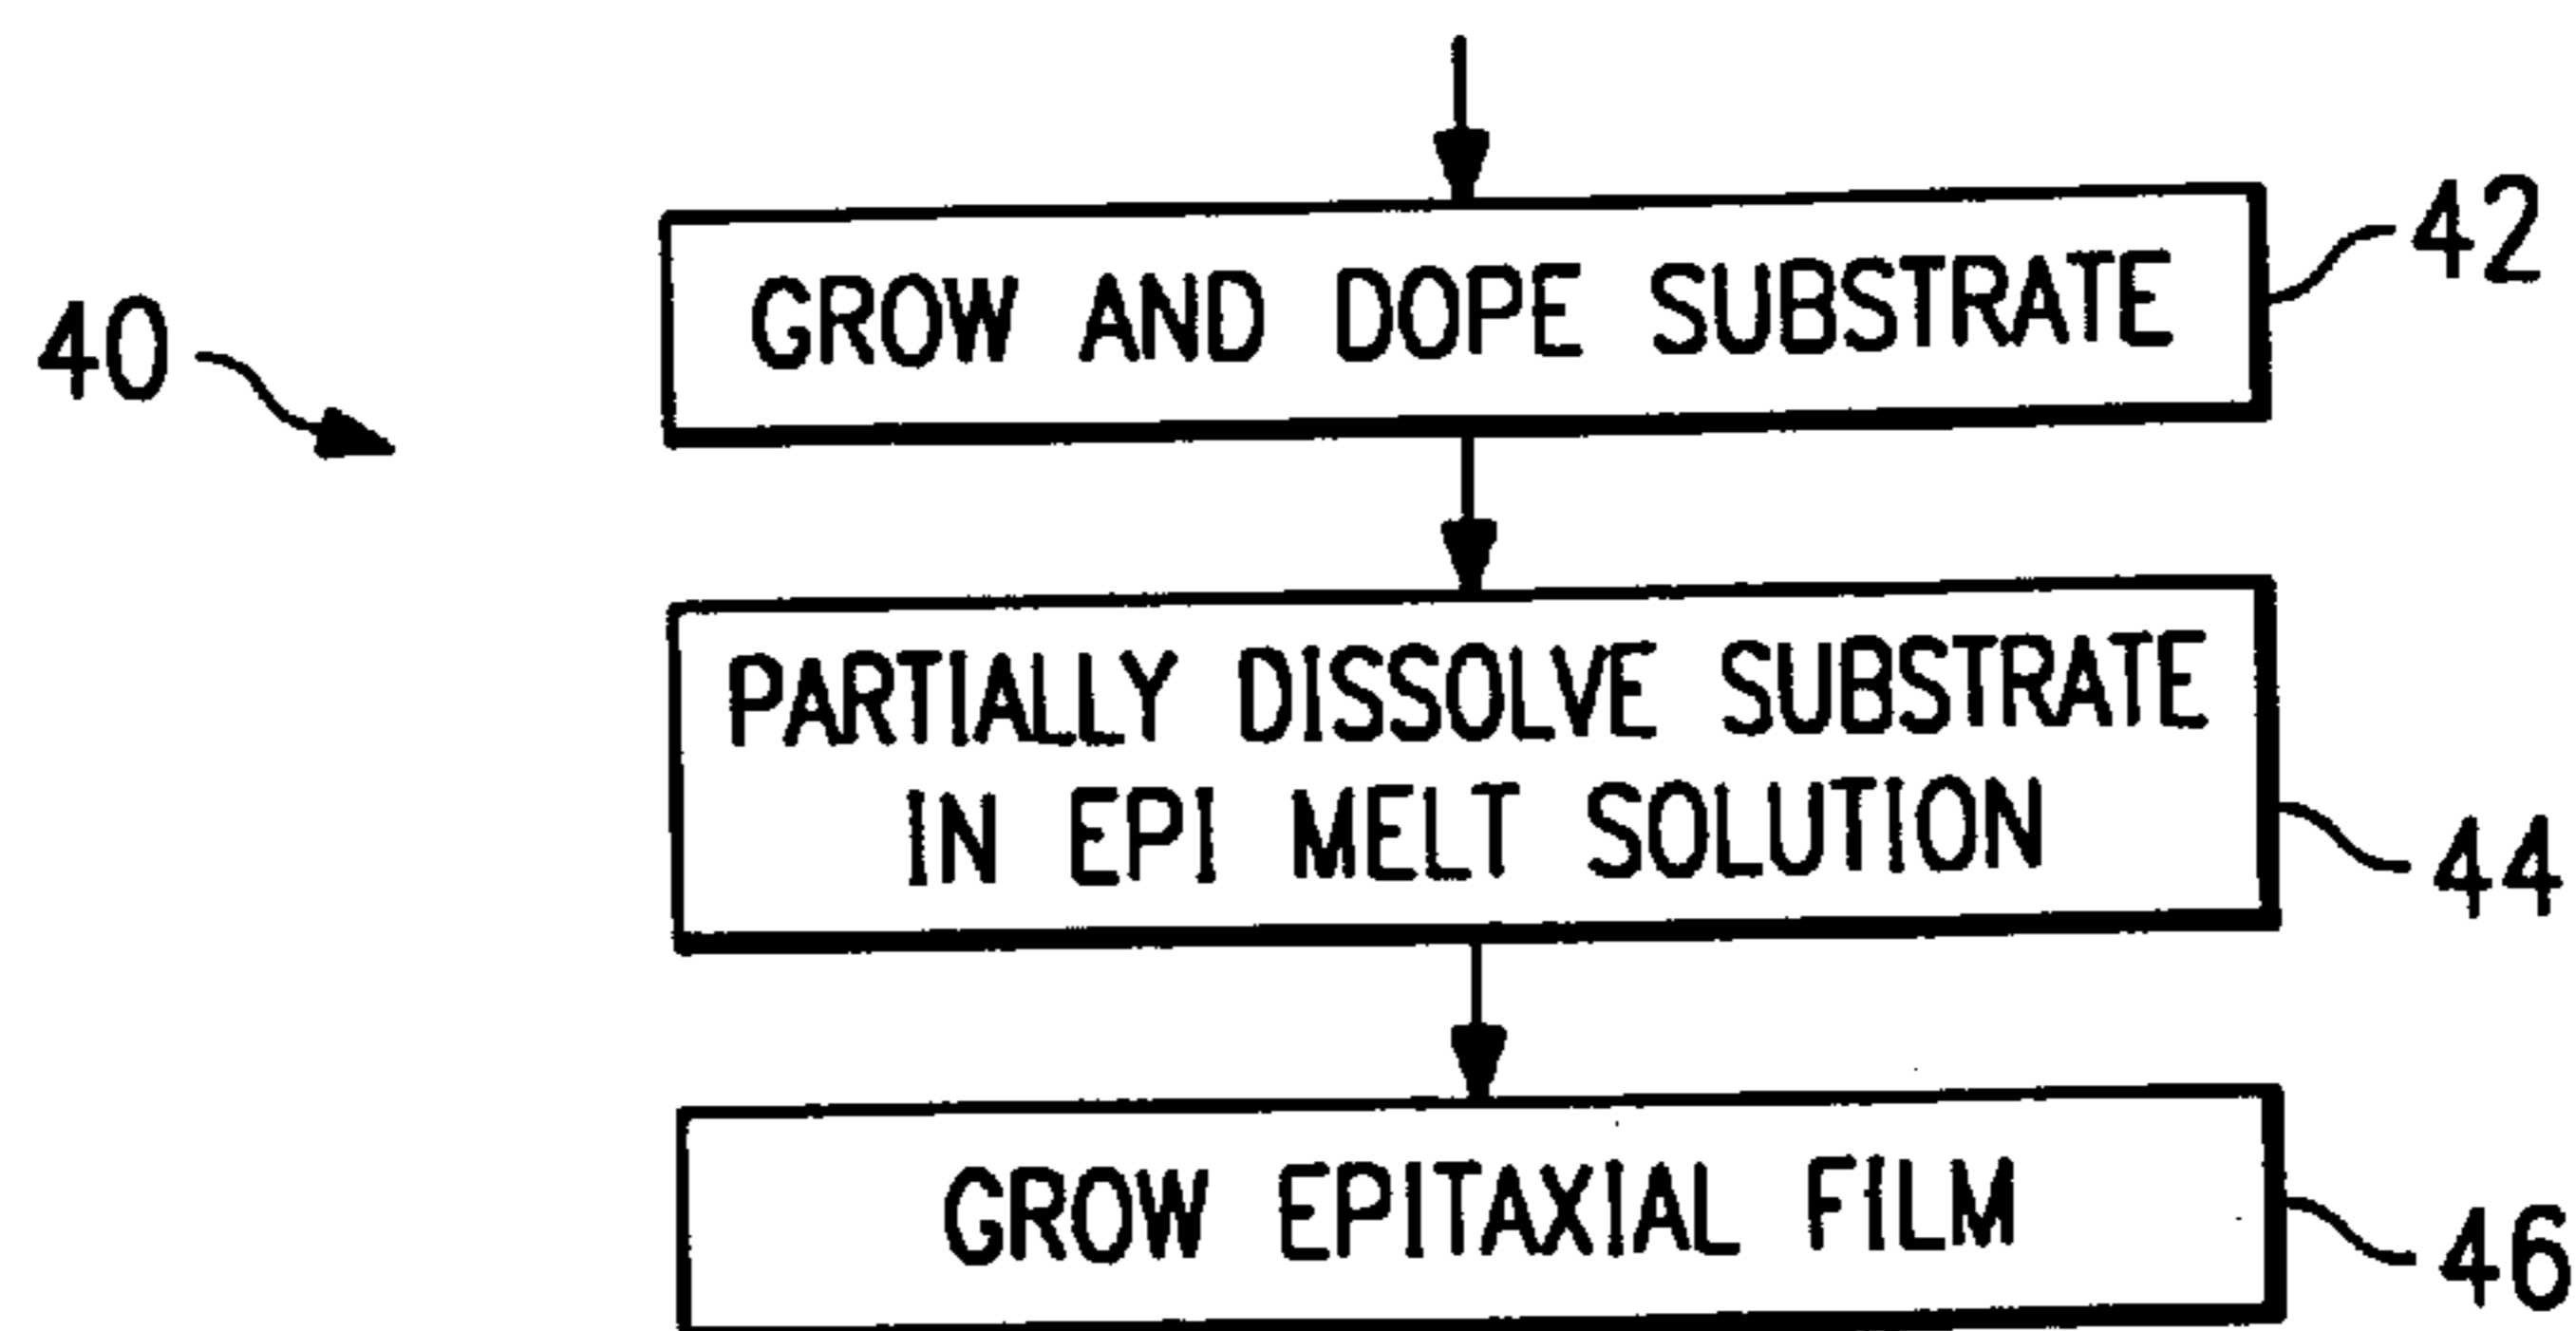 40
GROW AND DOPE SUBSTRATE
42
PARTIALLY DISSOLVE SUBSTRATE
IN EPI MELT SOLUTION
44
GROW EPITAXIAL FILM
46